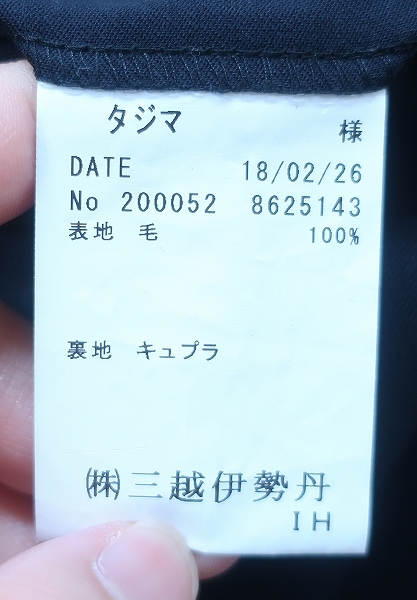 タジマ 様
DATE 18/02/26
No 200052 8625143
表地 毛 100%
裏地 キュプラ
㈱三越伊勢丹
IH